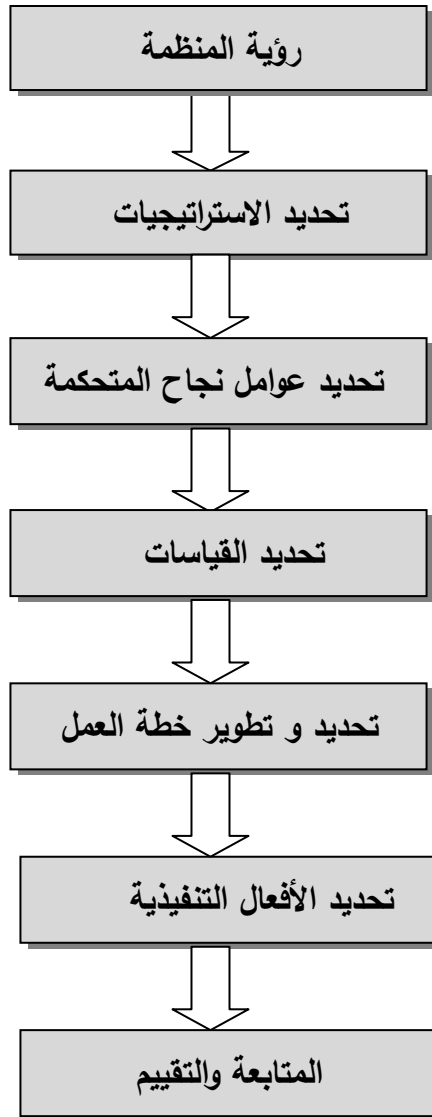 رؤية المنظمة
تحديد الاستراتيجيات
تحديد عوامل نجاح المتحكمة
تحديد القياسات
تحديد و تطوير خطة العمل
تحديد الأفعال التنفيذية
المتابعة والتقييم